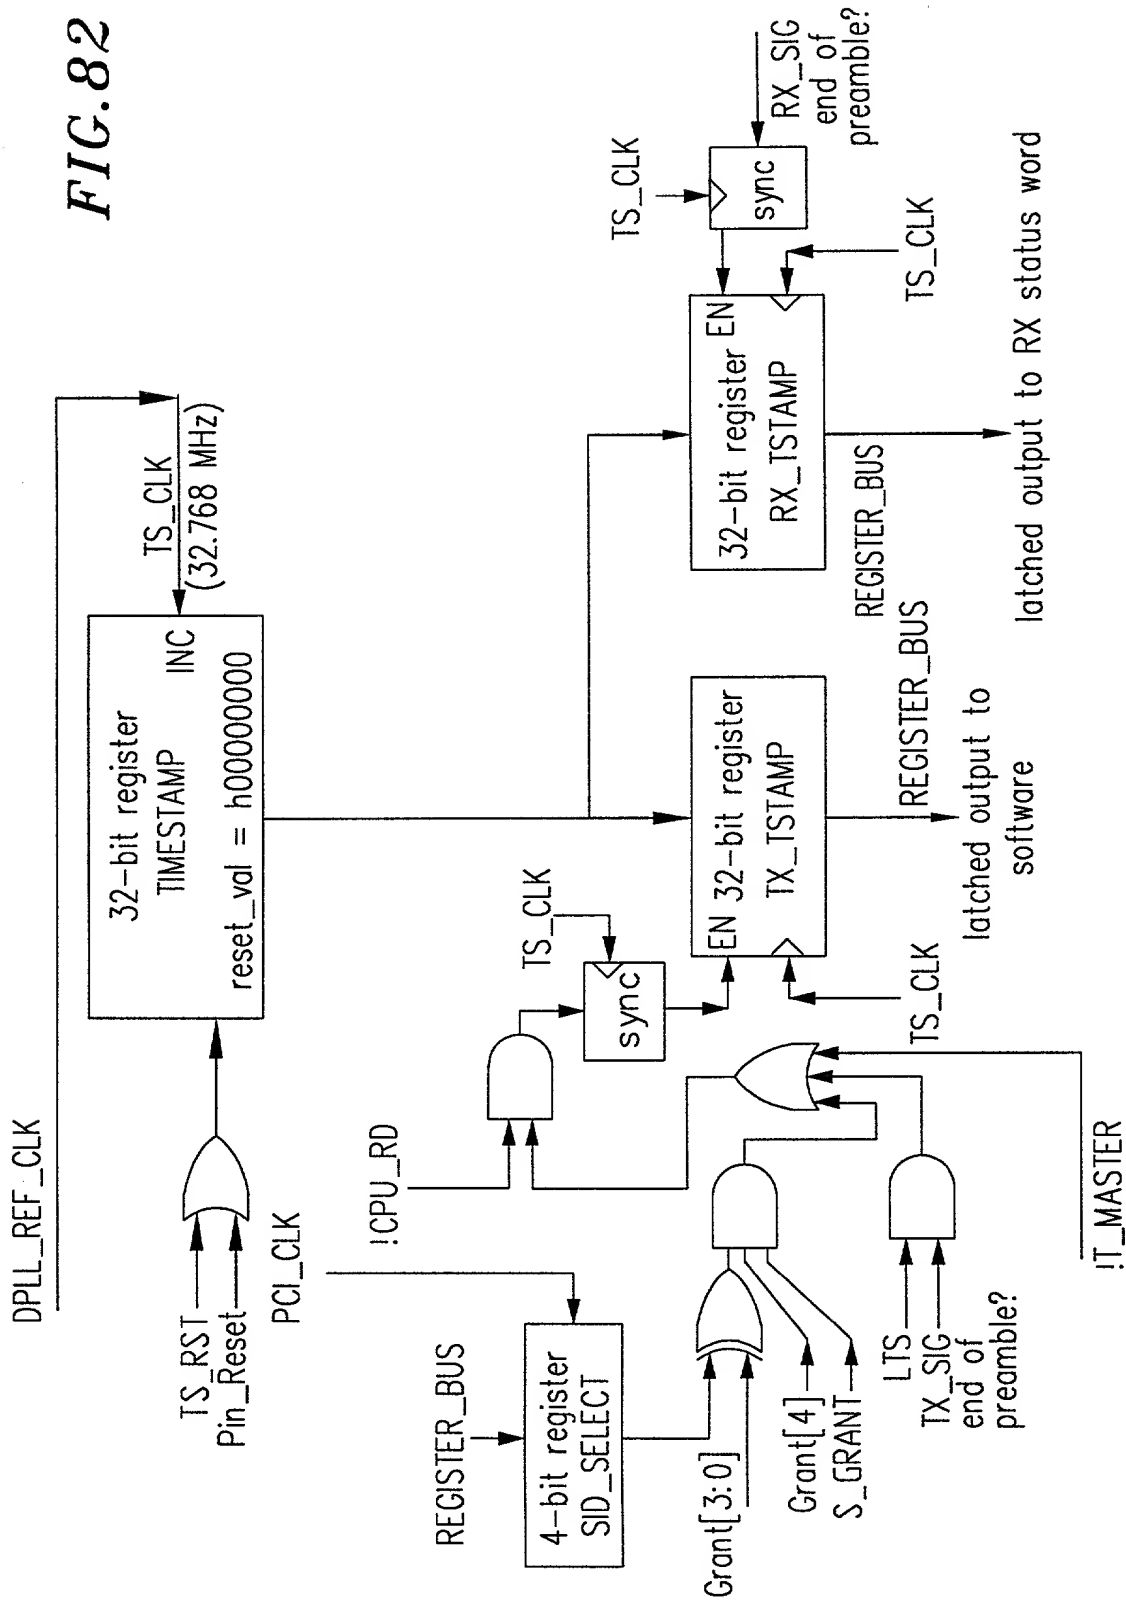 FIG.82
DPLL_REF_CLK
TS_RST
Pin_Reset
32-bit register
TIMESTAMP
INC
reset_val = h00000000
TS_CLK
(32.768 MHz)
PCI_CLK
!CPU_RD
REGISTER_BUS
4-bit register
SID_SELECT
Grant[3:0]
Grant[4]
S_GRANT
LTS
TX_SIG
end of
preamble?
!T_MASTER
TS_CLK
sync
EN
32-bit register
TX_TSTAMP
TS_CLK
REGISTER_BUS
latched output to
software
TS_CLK
sync
RX_SIG
end of
preamble?
32-bit register
EN
RX_TSTAMP
TS_CLK
REGISTER_BUS
latched output to RX status word